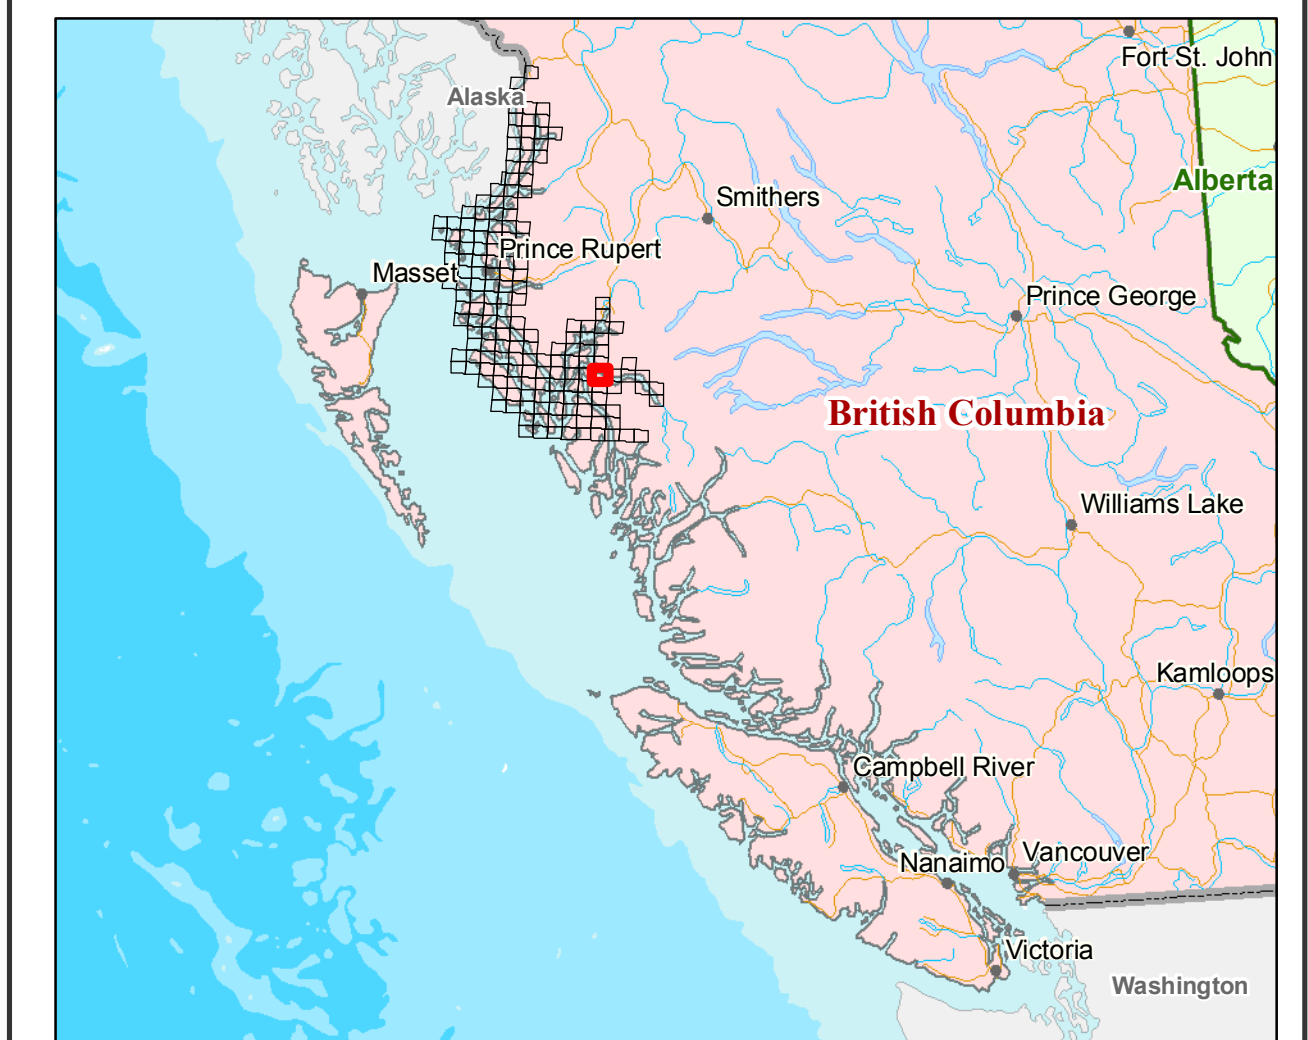 Fort St. John
Alaska
Alberta
Smithers
Prince Rupert
Masset
Prince George
British Columbia
Williams Lake
Kamloops
Campbell River
Vancouver
Nanaimo
Victoria
Washington